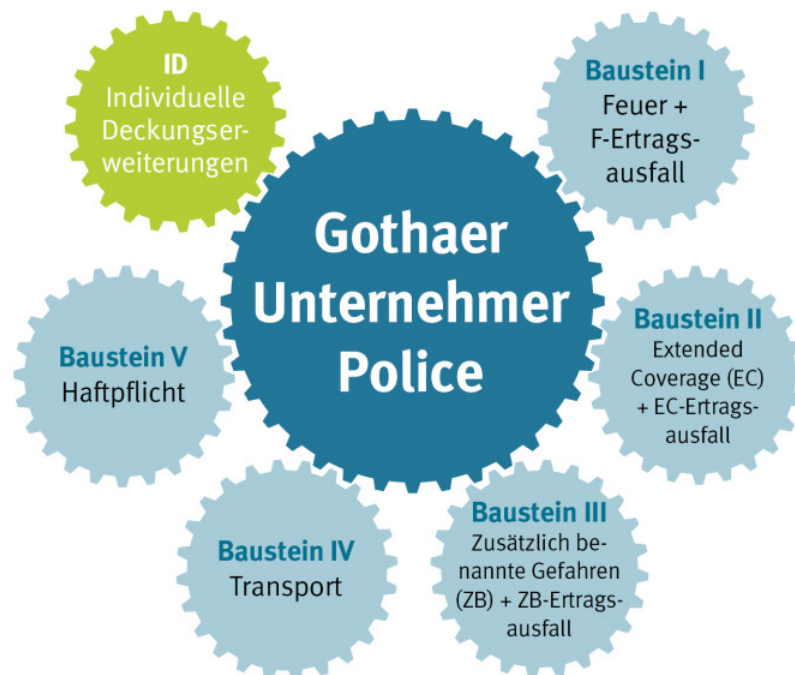 ID
Individuelle
Deckungser-
weiterungen
Baustein I
Feuer +
F-Ertrags-
ausfall
Gothaer
Unternehmer
Police
Baustein II
Extended
Coverage (EC)
+ EC-Ertrags-
ausfall
Baustein V
Haftpflicht
Baustein III
Zusätzlich be-
nannte Gefahren
(ZB) + ZB-Ertrags-
ausfall
Baustein IV
Transport